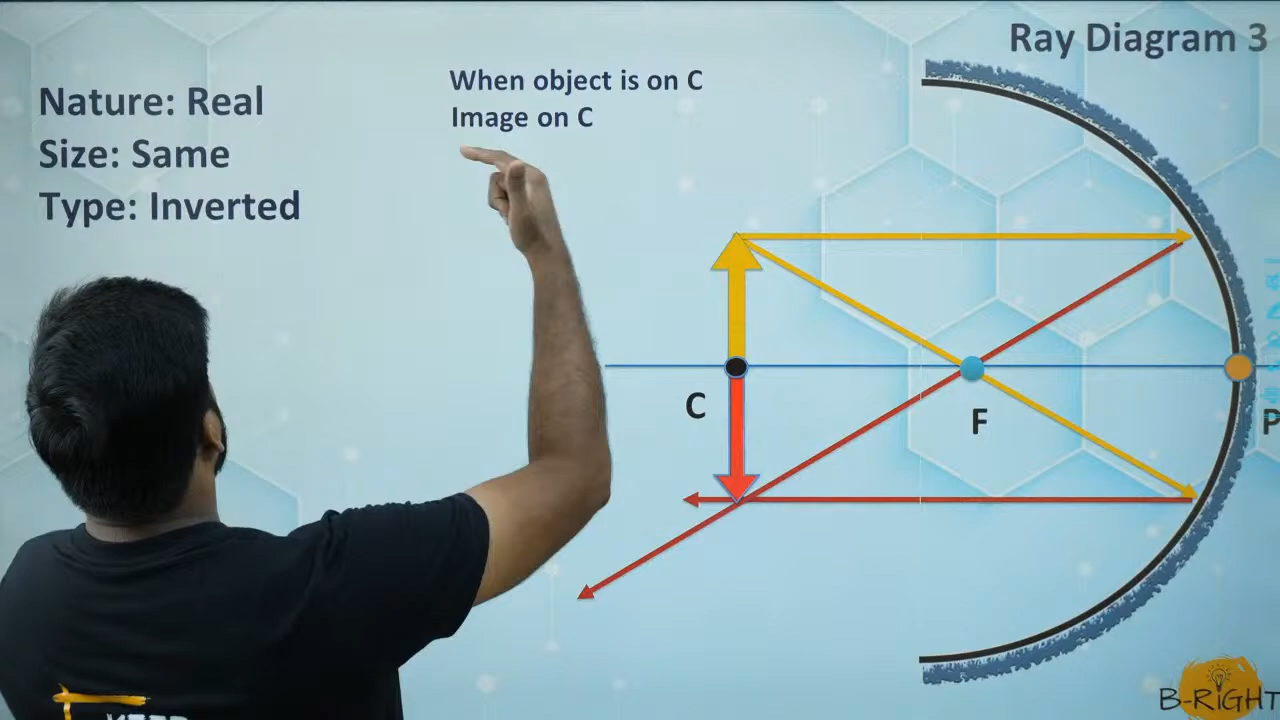 Ray Diagram 3
When object is on C
Image on C
Nature: Real
Size: Same
Type: Inverted
C
F
P
B-RIGHT